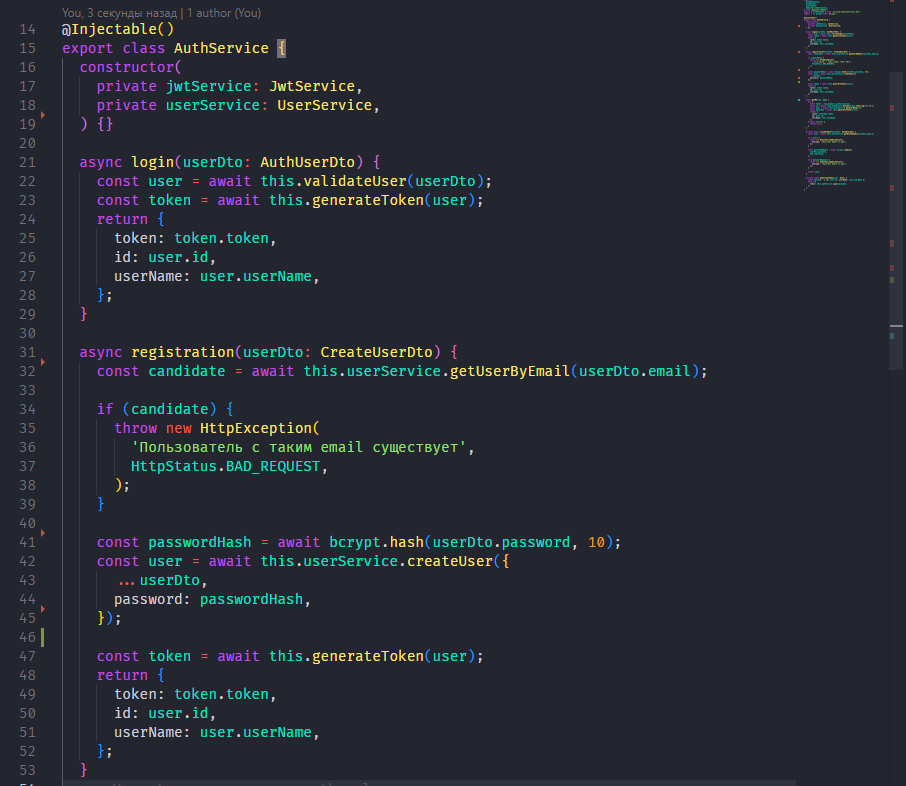 You, 3 секунды назад | 1 author (You)
14 @Injectable()
15 export class AuthService {
16 constructor(
17 private jwtService: JwtService,
18 private userService: UserService,
19 ) {}
20
21 async login(userDto: AuthUserDto) {
22 const user = await this.validateUser(userDto);
23 const token = await this.generateToken(user);
24 return {
25 token: token.token,
26 id: user.id,
27 userName: user.userName,
28 };
29 }
30
31 async registration(userDto: CreateUserDto) {
32 const candidate = await this.userService.getUserByEmail(userDto.email);
33
34 if (candidate) {
35 throw new HttpException(
36 'Пользователь с таким email существует',
37 HttpStatus.BAD_REQUEST,
38 );
39 }
40
41 const passwordHash = await bcrypt.hash(userDto.password, 10);
42 const user = await this.userService.createUser({
43 ...userDto,
44 password: passwordHash,
45 });
46
47 const token = await this.generateToken(user);
48 return {
49 token: token.token,
50 id: user.id,
51 userName: user.userName,
52 };
53 }